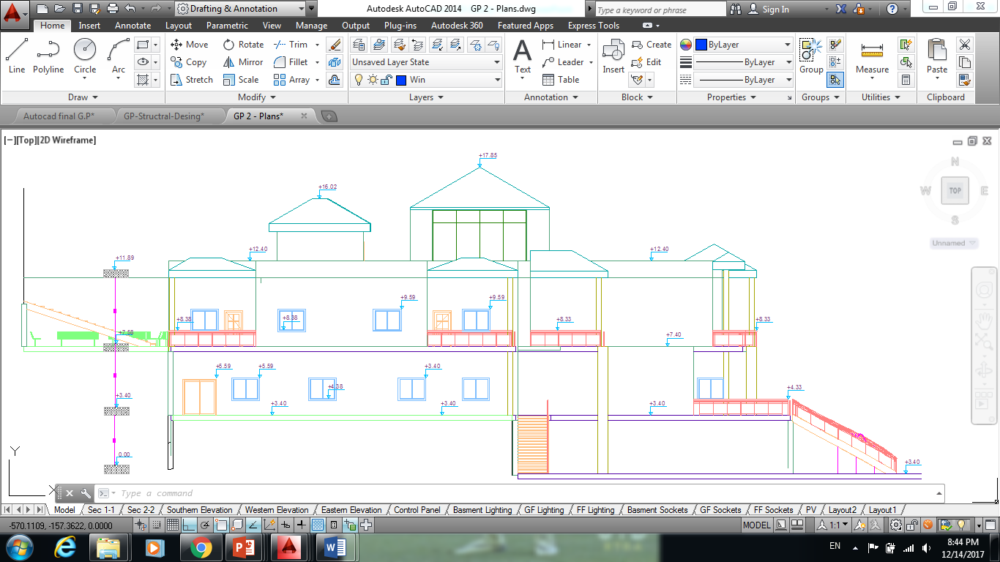 Drafting & Annotation
Autodesk AutoCAD 2014 GP 2 - Plans.dwg
Type a keyword or phrase
Sign In
Home Insert Annotate Layout Parametric View Manage Output Plug-ins Autodesk 360 Featured Apps Express Tools
Line Polyline Circle Arc
Move Rotate Trim
Copy Mirror Fillet
Stretch Scale Array
Unsaved Layer State
Win
Text
Linear
Leader
Table
Insert
Create
Edit
ByLayer
ByLayer
ByLayer
Group
Measure
Paste
Draw Modify Layers Annotation Block Properties Groups Utilities Clipboard
Autocad final G.P* GP-Structral-Desing* GP 2 - Plans*
[−][Top][2D Wireframe]
+17.85
+16.02
+12.40
+12.40
+11.89
+9.59
+9.59
+8.38
+8.38
+8.33
+8.33
+7.58
+7.40
+5.59
+5.59
+3.40
+4.38
+4.33
+3.40
+3.40
+3.40
+3.40
0.00
+3.40
N
W TOP E
S
Unnamed
Y
X
Type a command
Model Sec 1-1 Sec 2-2 Southern Elevation Western Elevation Eastern Elevation Control Panel Basment Lighting GF Lighting FF Lighting Basment Sockets GF Sockets FF Sockets PV Layout2 Layout1
-570.1109, -157.3622, 0.0000
MODEL
1:1
EN
8:44 PM
12/14/2017